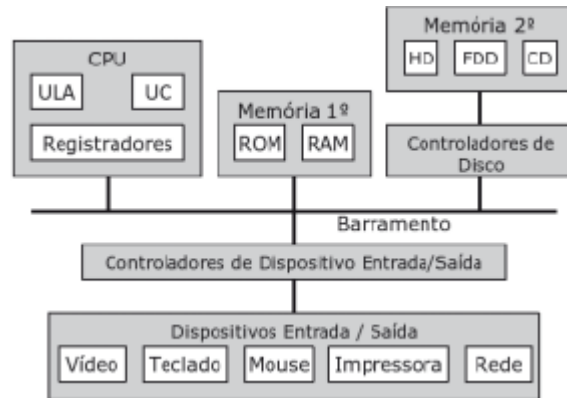 CPU
ULA UC
Registradores
Memória 1º
ROM RAM
Memória 2º
HD FDD CD
Controladores de
Disco
Barramento
Controladores de Dispositivo Entrada/Saída
Dispositivos Entrada / Saída
Vídeo Teclado Mouse Impressora Rede